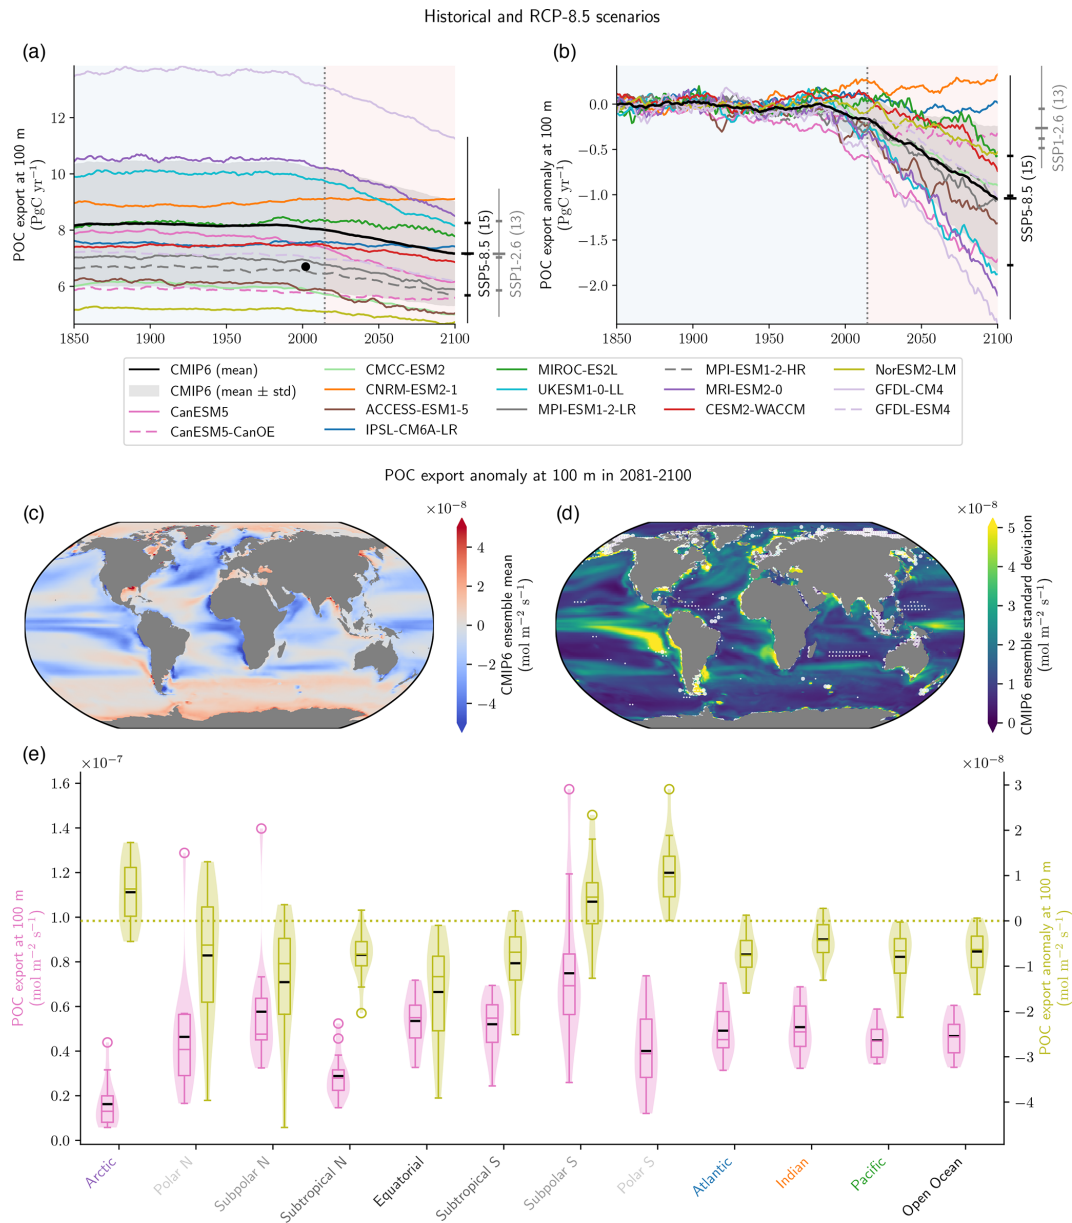 Historical and RCP-8.5 scenarios
(a)
(b)
POC export at 100 m
(PgC yr⁻¹)
12
10
8
6
1850
1900
1950
2000
2050
2100
SSP5-8.5 (15)
SSP1-2.6 (13)
POC export anomaly at 100 m
(PgC yr⁻¹)
0.0
−0.5
−1.0
−1.5
−2.0
1850
1900
1950
2000
2050
2100
SSP5-8.5 (15)
SSP1-2.6 (13)
CMIP6 (mean)
CMIP6 (mean ± std)
CanESM5
CanESM5-CanOE
CMCC-ESM2
CNRM-ESM2-1
ACCESS-ESM1-5
IPSL-CM6A-LR
MIROC-ES2L
UKESM1-0-LL
MPI-ESM1-2-LR
MPI-ESM1-2-HR
MRI-ESM2-0
CESM2-WACCM
NorESM2-LM
GFDL-CM4
GFDL-ESM4
POC export anomaly at 100 m in 2081-2100
(c)
×10⁻⁸
4
2
0
−2
−4
CMIP6 ensemble mean
(mol m⁻² s⁻¹)
(d)
×10⁻⁸
5
4
3
2
1
0
CMIP6 ensemble standard deviation
(mol m⁻² s⁻¹)
(e)
×10⁻⁷
×10⁻⁸
POC export at 100 m
(mol m⁻² s⁻¹)
1.6
1.4
1.2
1.0
0.8
0.6
0.4
0.2
0.0
3
2
1
0
−1
−2
−3
−4
POC export anomaly at 100 m
(mol m⁻² s⁻¹)
Arctic
Polar N
Subpolar N
Subtropical N
Equatorial
Subtropical S
Subpolar S
Polar S
Atlantic
Indian
Pacific
Open Ocean